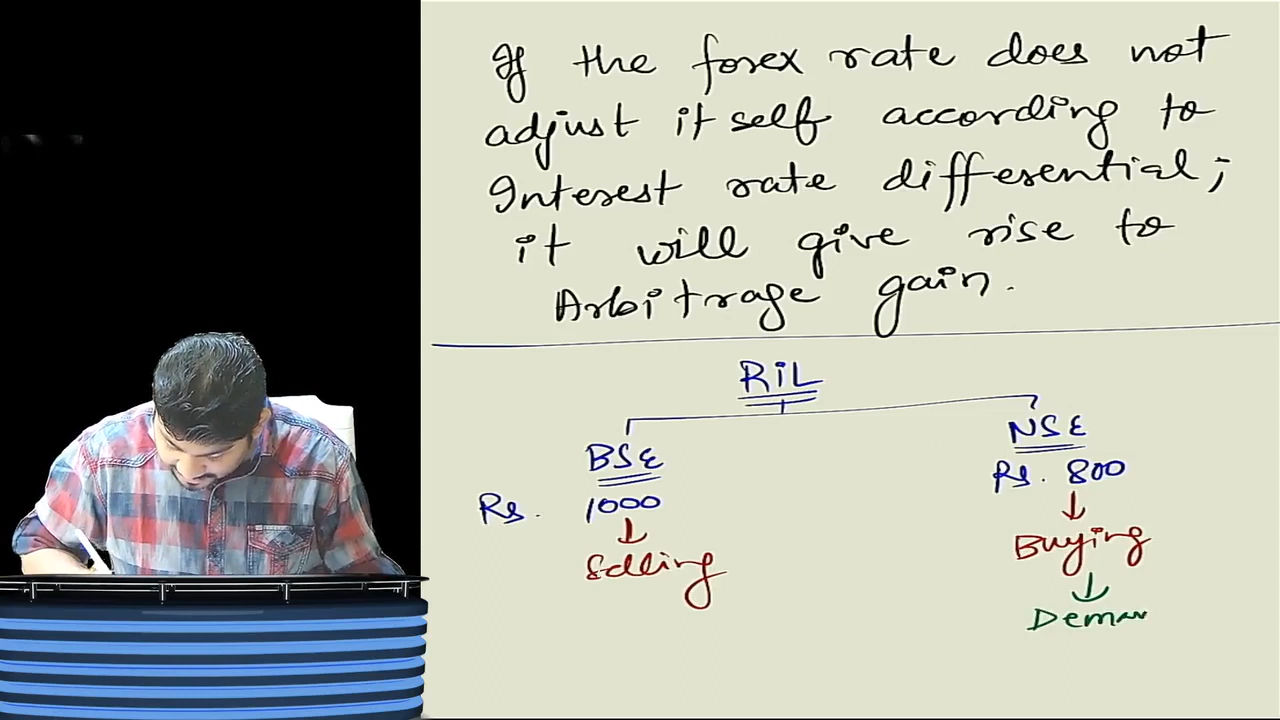 If the forex rate does not
adjust itself according to
Interest rate differential;
it will give rise to
Arbitrage gain.
RIL
BSE
NSE
Rs. 1000
Rs. 800
Selling
Buying
Deman